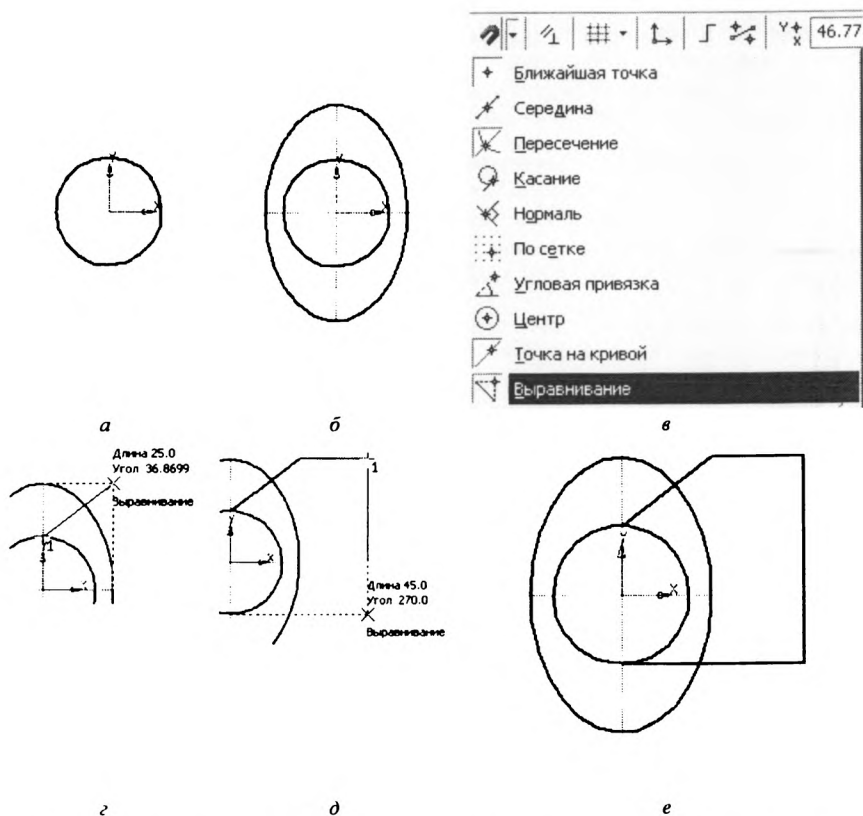 46.77
Ближайшая точка
Середина
Пересечение
Касание
Нормаль
По сетке
Угловая привязка
Центр
Точка на кривой
Выравнивание
а
б
в
Длина 25.0
Угол 36.8699
Выравнивание
1
1
Длина 45.0
Угол 270.0
Выравнивание
X
г
д
е